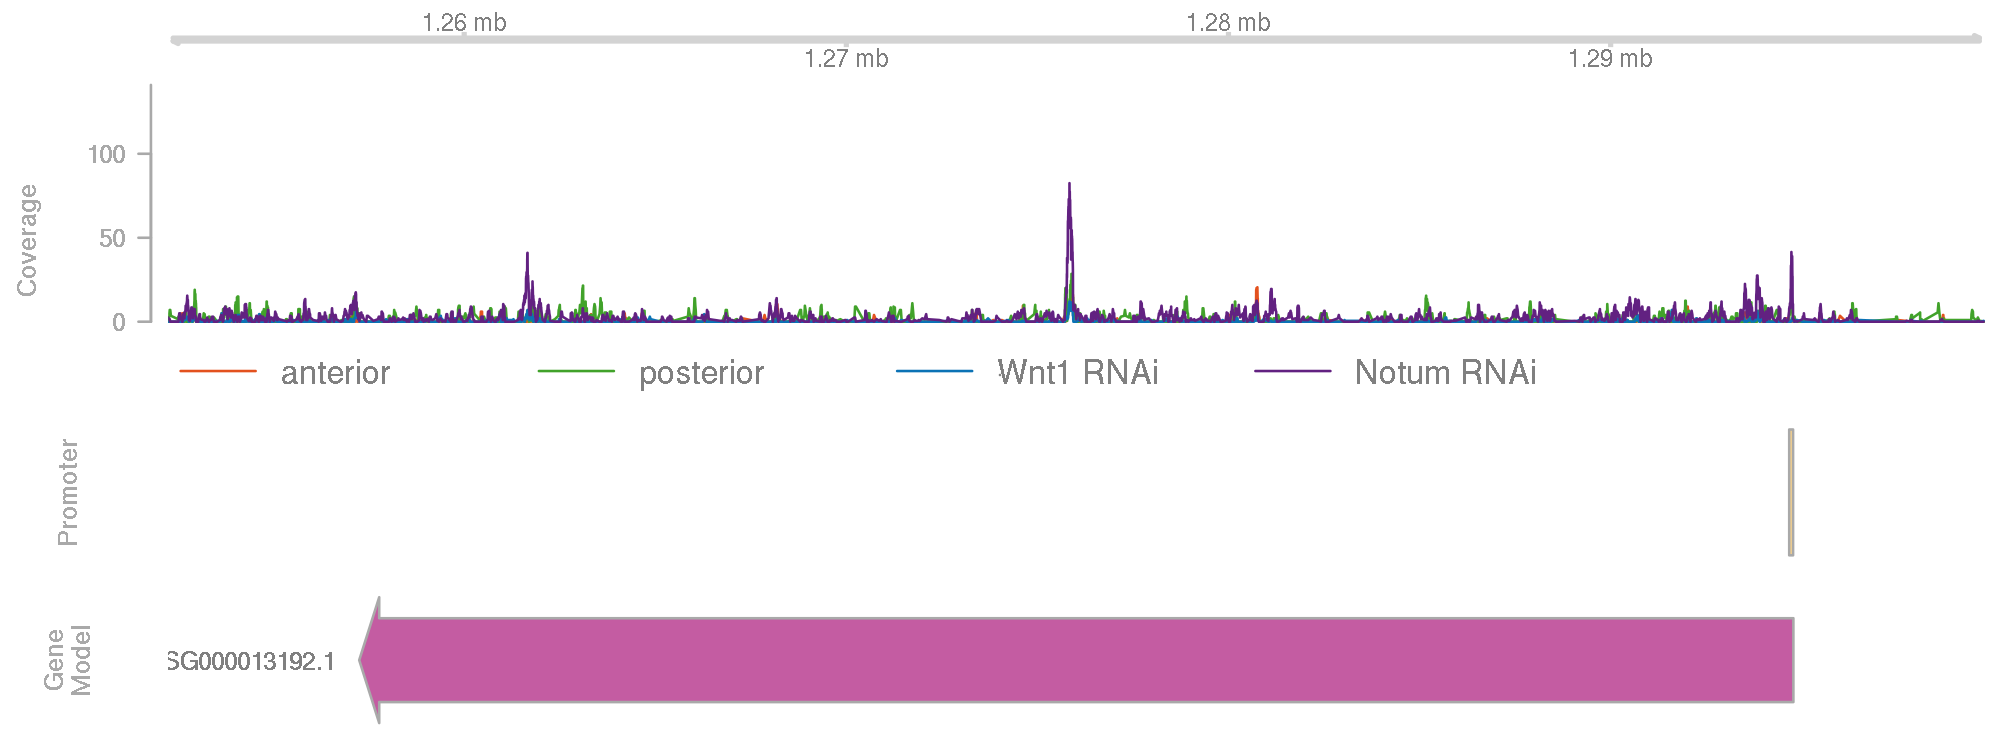 1.26 mb
1.28 mb
1.27 mb
1.29 mb
Coverage
100
50
0
anterior
posterior
Wnt1 RNAi
Notum RNAi
Promoter
Gene
Model
SG000013192.1